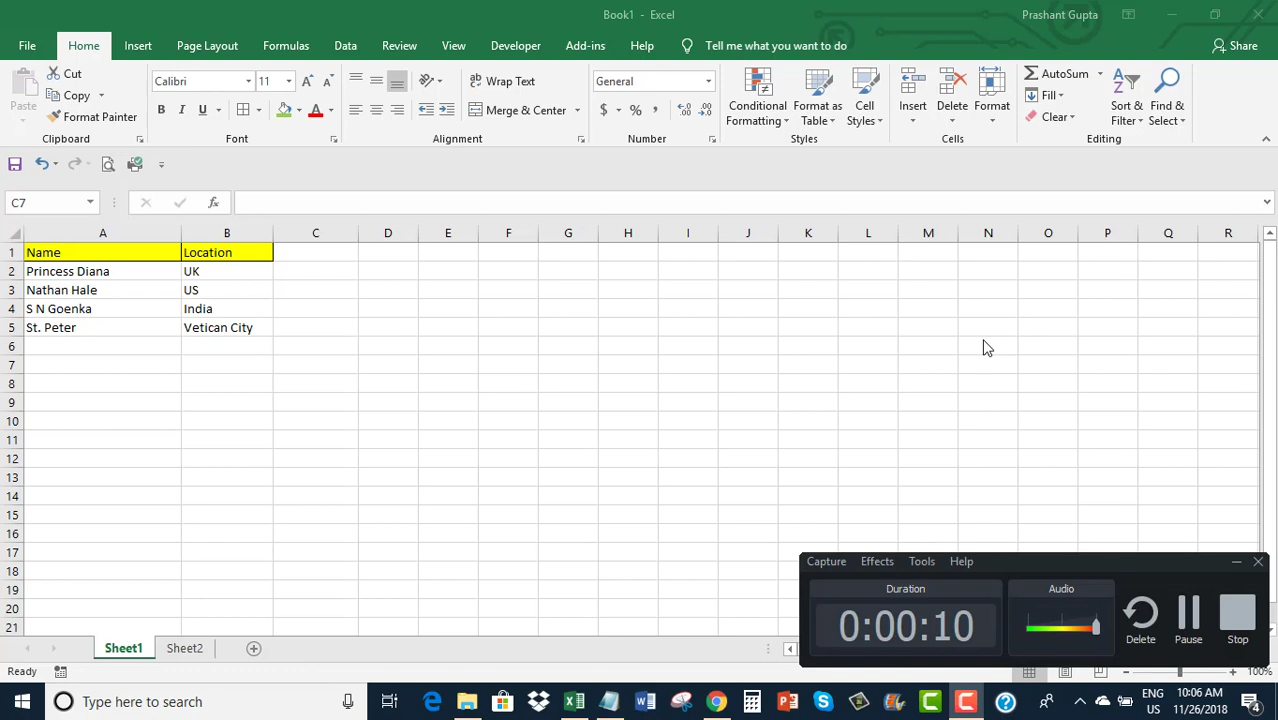 Book1 - Excel
Prashant Gupta
File Home Insert Page Layout Formulas Data Review View Developer Add-ins Help Tell me what you want to do Share
Paste
Cut
Copy
Format Painter
Clipboard
Calibri 11
B I U A
Font
Wrap Text
Merge & Center
Alignment
General
$ % ,
Number
Conditional Formatting
Format as Table
Cell Styles
Styles
Insert
Delete
Format
Cells
AutoSum
Fill
Clear
Sort & Filter
Find & Select
Editing
C7 fx
A B C D E F G H I J K L M N O P Q R
1 Name Location
2 Princess Diana UK
3 Nathan Hale US
4 S N Goenka India
5 St. Peter Vetican City
6
7
8
9
10
11
12
13
14
15
16
17
18
19
20
21
Capture Effects Tools Help
Duration
0:00:10
Audio
Delete
Pause
Stop
Sheet1 Sheet2
Ready
100%
Type here to search
ENG
US
10:06 AM
11/26/2018
4